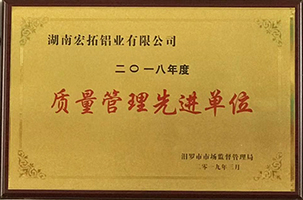 湖南宏拓铝业有限公司
二〇一八年度
质量管理先进单位
汨罗市市场监督管理局
二零一九年三月